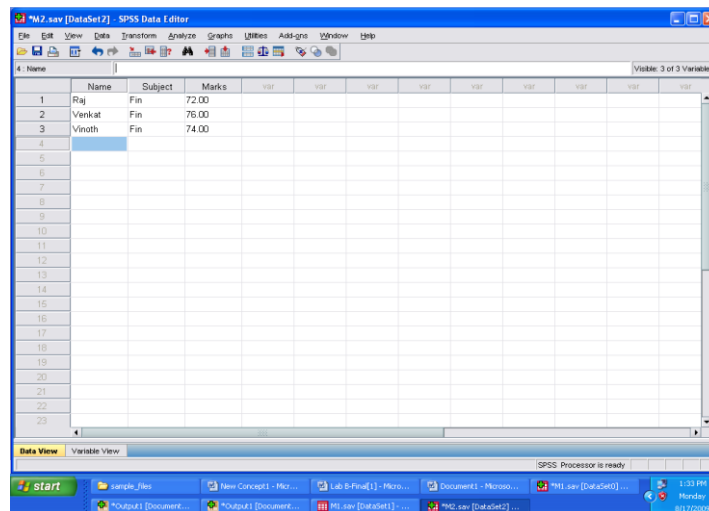 *M2.sav [DataSet2] - SPSS Data Editor
File Edit View Data Transform Analyze Graphs Utilities Add-ons Window Help
4 : Name Visible: 3 of 3 Variable
Name Subject Marks var var var var var var var
1 Raj Fin 72.00
2 Venkat Fin 76.00
3 Vinoth Fin 74.00
4
5
6
7
8
9
10
11
12
13
14
15
16
17
18
19
20
21
22
23
Data View Variable View
SPSS Processor is ready
start sample_files New Concept1 - Micr... Lab B-Final[1] - Micro... Document1 - Microso... *M1.sav [DataSet0] ... 1:33 PM
Monday
*Output1 [Document... *Output1 [Document... M1.sav [DataSet1] - ... *M2.sav [DataSet2] ... 8/17/2009